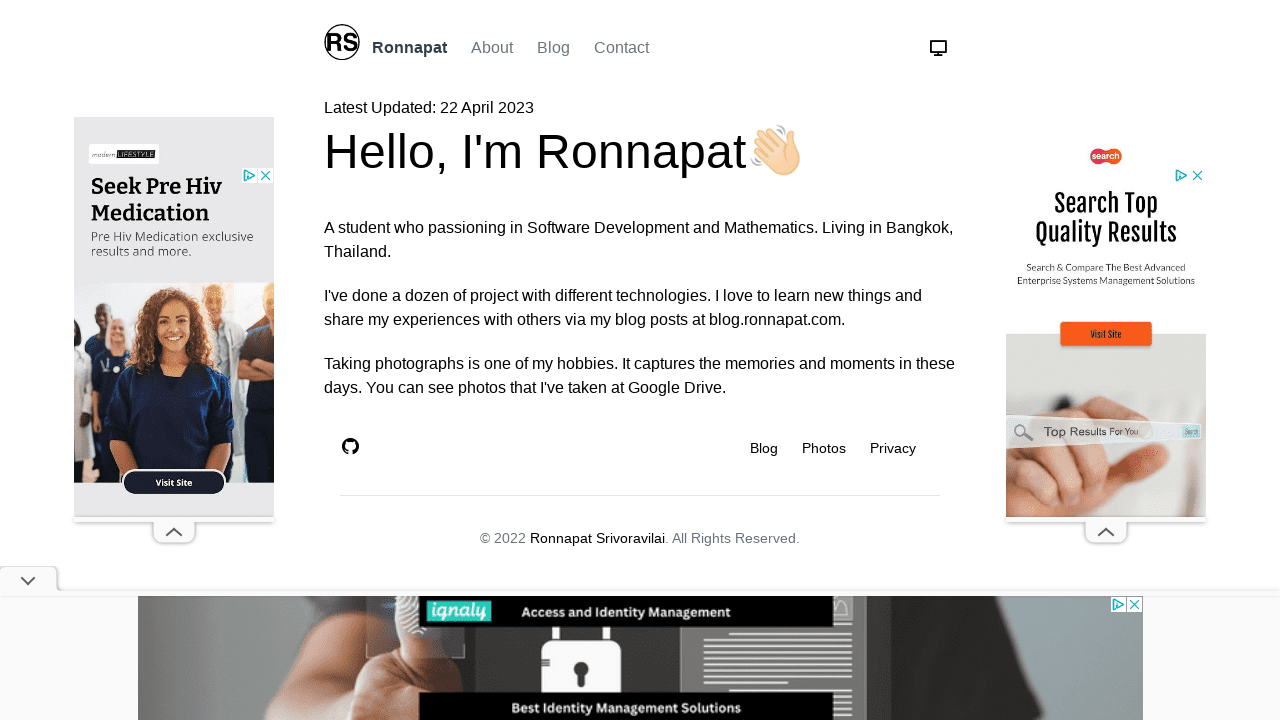 RS Ronnapat About Blog Contact
Latest Updated: 22 April 2023
Hello, I'm Ronnapat
A student who passioning in Software Development and Mathematics. Living in Bangkok,
Thailand.
I've done a dozen of project with different technologies. I love to learn new things and
share my experiences with others via my blog posts at blog.ronnapat.com.
Taking photographs is one of my hobbies. It captures the memories and moments in these
days. You can see photos that I've taken at Google Drive.
Blog Photos Privacy
© 2022 Ronnapat Srivoravilai. All Rights Reserved.
modern LIFESTYLE
Seek Pre Hiv
Medication
Pre Hiv Medication exclusive
results and more.
Visit Site
search
Search Top
Quality Results
Search & Compare The Best Advanced
Enterprise Systems Management Solutions
Visit Site
Top Results For You
Search
ignaly
Access and Identity Management
Best Identity Management Solutions